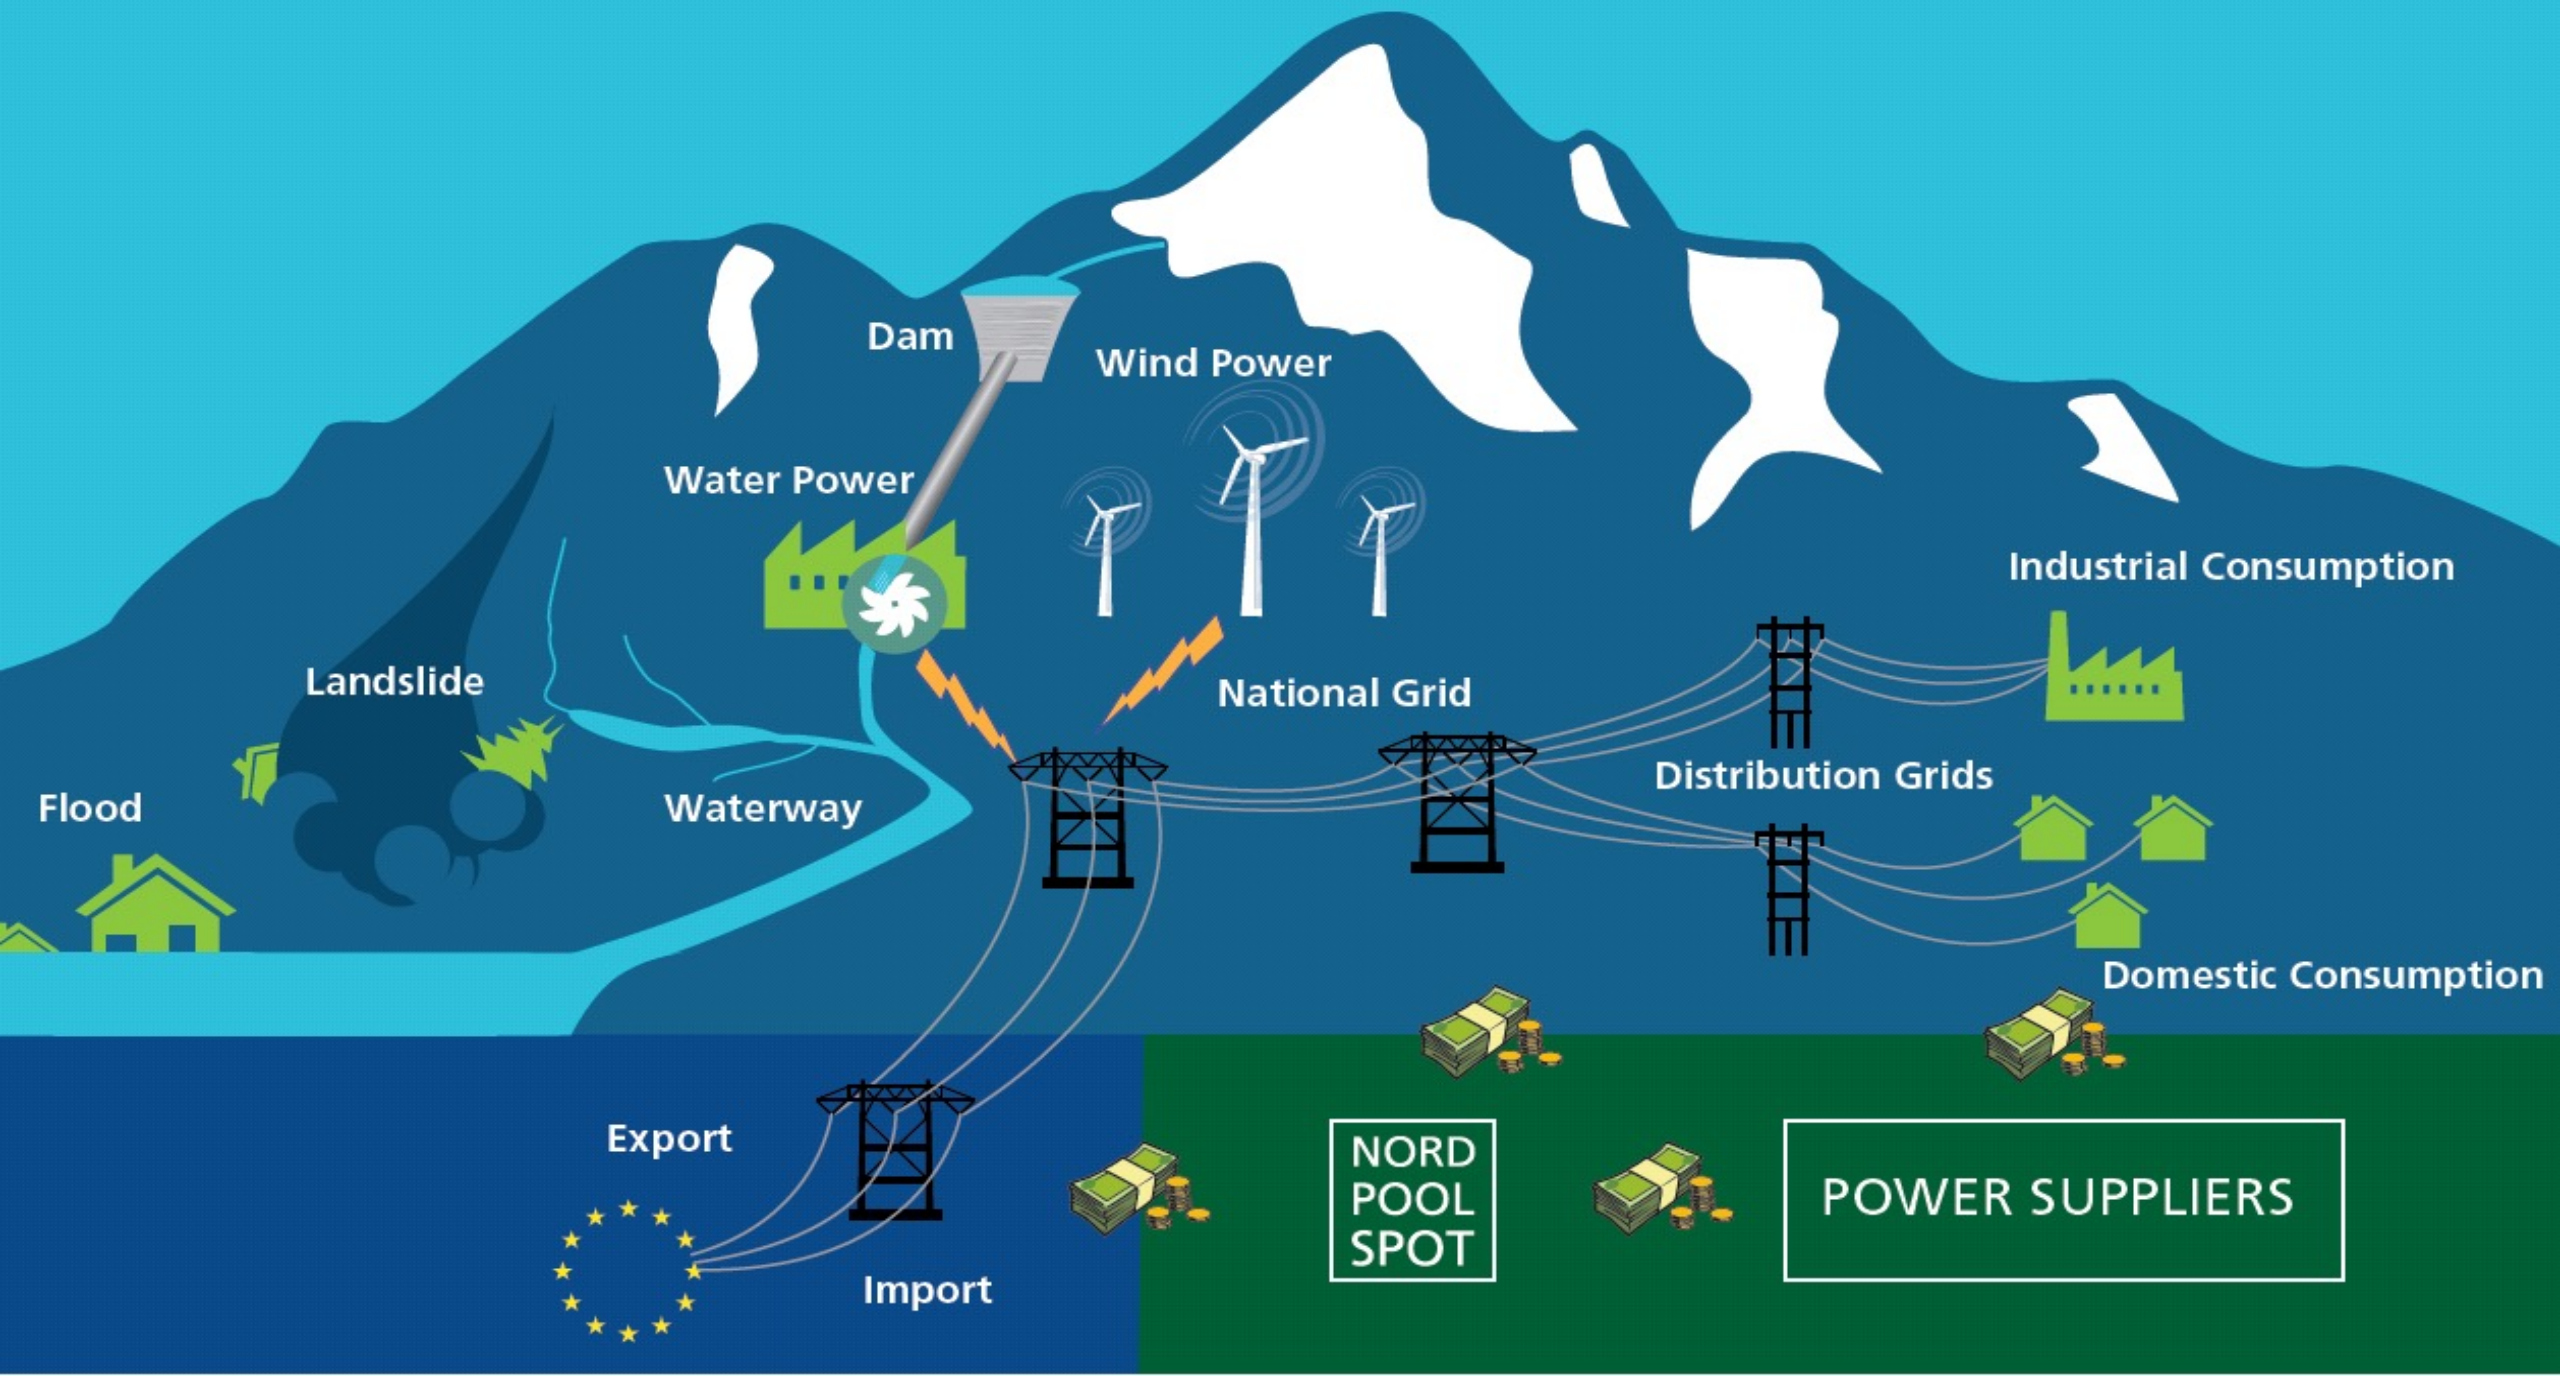 Dam
Wind Power
Water Power
Industrial Consumption
Landslide
National Grid
Distribution Grids
Flood
Waterway
Domestic Consumption
Export
NORD
POOL
SPOT
POWER SUPPLIERS
Import